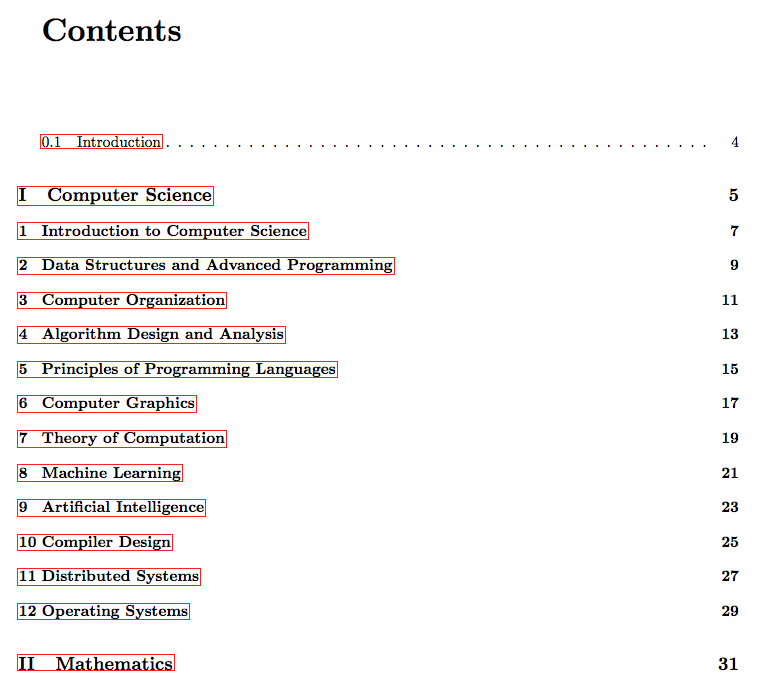 Contents
0.1 Introduction . . . . . . . . . . . . . . . . . . . . . . . . . . . . . . . . . . . . . . . . . . . . . . 4
I Computer Science 5
1 Introduction to Computer Science 7
2 Data Structures and Advanced Programming 9
3 Computer Organization 11
4 Algorithm Design and Analysis 13
5 Principles of Programming Languages 15
6 Computer Graphics 17
7 Theory of Computation 19
8 Machine Learning 21
9 Artificial Intelligence 23
10 Compiler Design 25
11 Distributed Systems 27
12 Operating Systems 29
II Mathematics 31